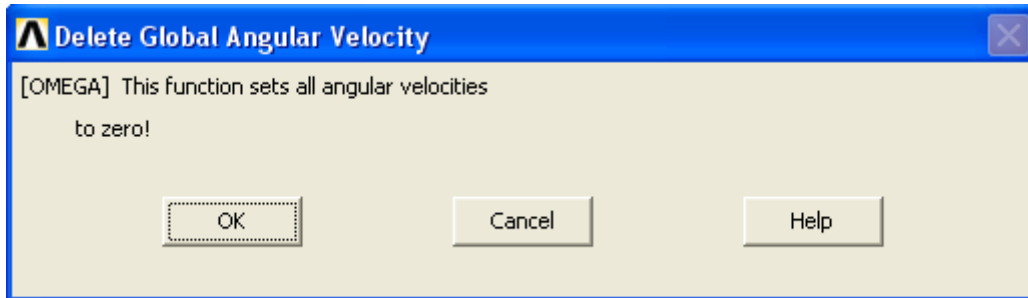 Delete Global Angular Velocity
[OMEGA] This function sets all angular velocities
to zero!
OK Cancel Help